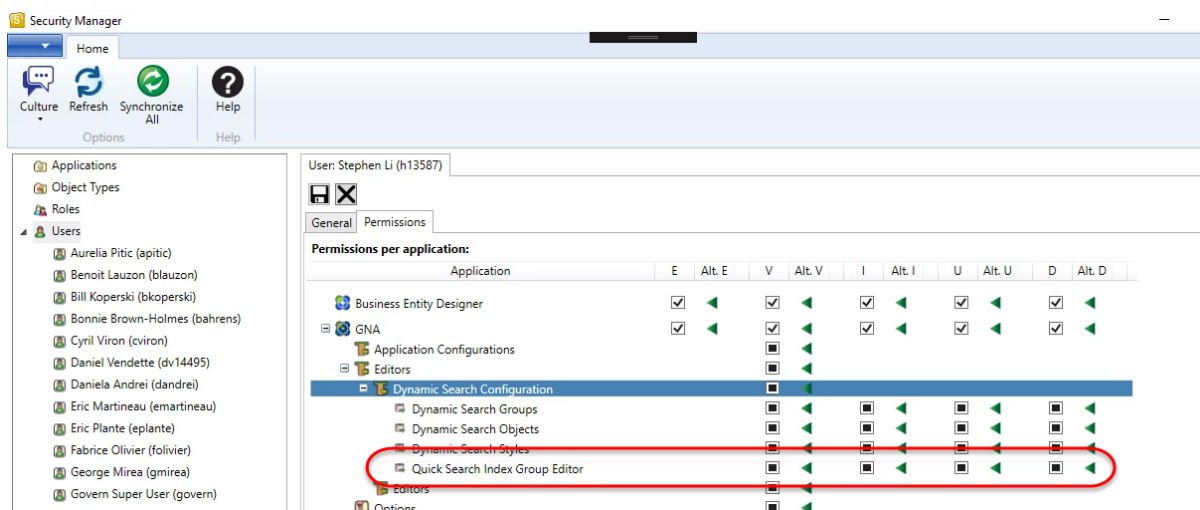 Security Manager
Home
Culture Refresh Synchronize All Help
Options Help
Applications
Object Types
Roles
Users
Aurelia Pitic (apitic)
Benoit Lauzon (blauzon)
Bill Koperski (bkoperski)
Bonnie Brown-Holmes (bahrens)
Cyril Viron (cviron)
Daniel Vendette (dv14495)
Daniela Andrei (dandrei)
Eric Martineau (emartineau)
Eric Plante (eplante)
Fabrice Olivier (folivier)
George Mirea (gmirea)
Govern Super User (govern)
User: Stephen Li (h13587)
General Permissions
Permissions per application:
Application E Alt. E V Alt. V I Alt. I U Alt. U D Alt. D
Business Entity Designer
GNA
Application Configurations
Editors
Dynamic Search Configuration
Dynamic Search Groups
Dynamic Search Objects
Dynamic Search Styles
Quick Search Index Group Editor
Editors
Options